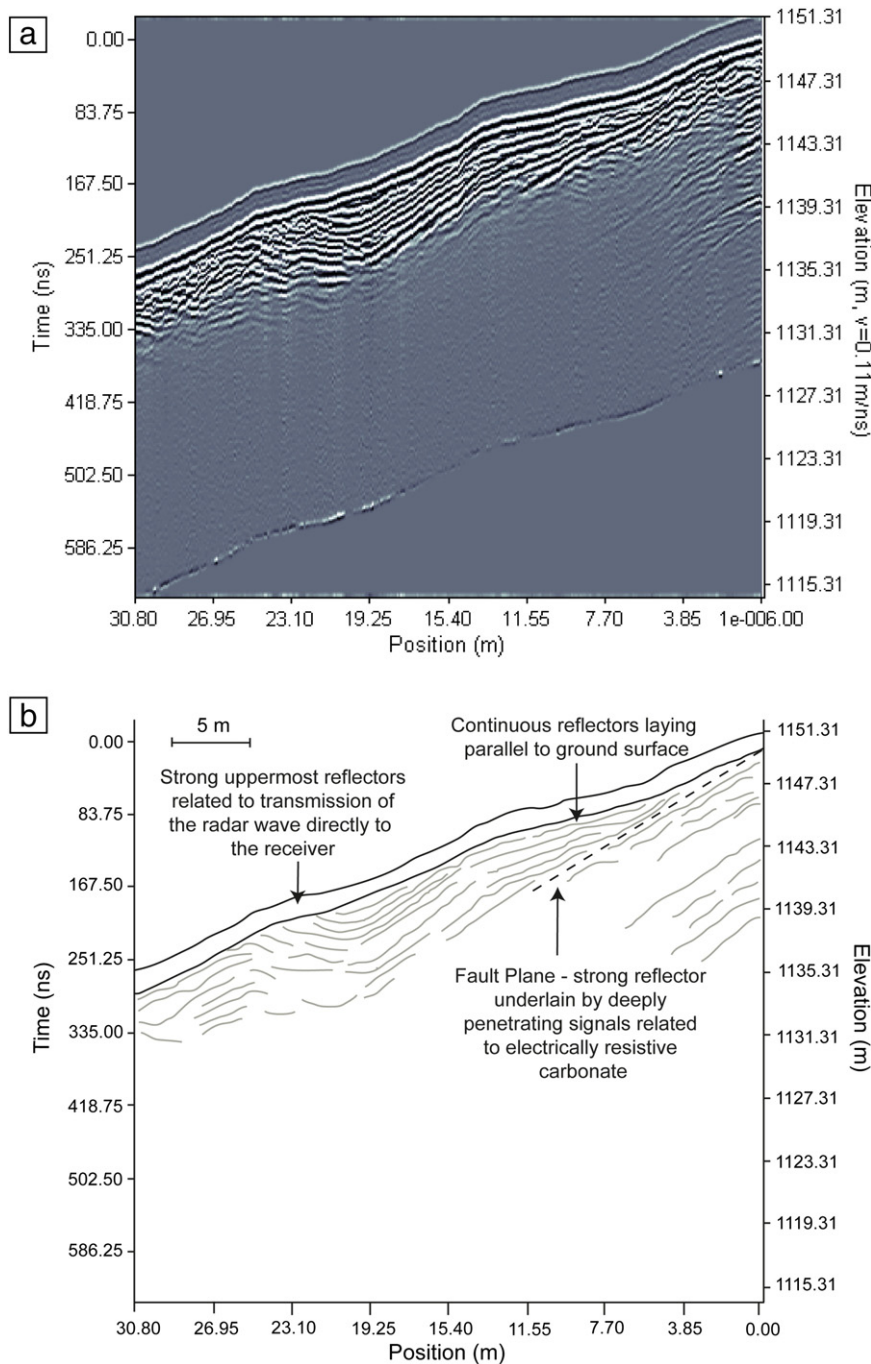 a
0.00
83.75
167.50
251.25
335.00
418.75
502.50
586.25
Time (ns)
1151.31
1147.31
1143.31
1139.31
1135.31
1131.31
1127.31
1123.31
1119.31
1115.31
Elevation (m, v=0.11m/ns)
30.80 26.95 23.10 19.25 15.40 11.55 7.70 3.85 1e-006.00
Position (m)
b
5 m
Continuous reflectors laying
parallel to ground surface
Strong uppermost reflectors
related to transmission of
the radar wave directly to
the receiver
Fault Plane - strong reflector
underlain by deeply
penetrating signals related
to electrically resistive
carbonate
0.00
83.75
167.50
251.25
335.00
418.75
502.50
586.25
Time (ns)
1151.31
1147.31
1143.31
1139.31
1135.31
1131.31
1127.31
1123.31
1119.31
1115.31
Elevation (m)
30.80 26.95 23.10 19.25 15.40 11.55 7.70 3.85 0.00
Position (m)